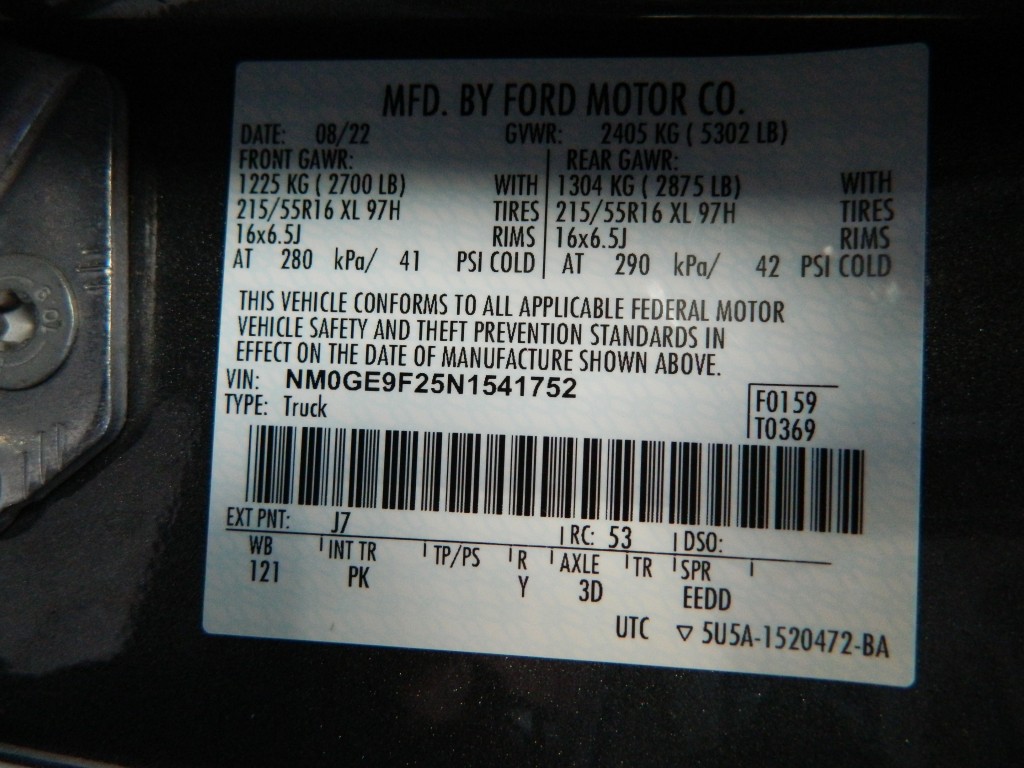 MFD. BY FORD MOTOR CO.
DATE: 08/22 GVWR: 2405 KG ( 5302 LB)
FRONT GAWR: REAR GAWR:
1225 KG ( 2700 LB) WITH 1304 KG ( 2875 LB) WITH
215/55R16 XL 97H TIRES 215/55R16 XL 97H TIRES
16x6.5J RIMS 16x6.5J RIMS
AT 280 kPa/ 41 PSI COLD AT 290 kPa/ 42 PSI COLD
THIS VEHICLE CONFORMS TO ALL APPLICABLE FEDERAL MOTOR
VEHICLE SAFETY AND THEFT PREVENTION STANDARDS IN
EFFECT ON THE DATE OF MANUFACTURE SHOWN ABOVE.
VIN: NM0GE9F25N1541752
TYPE: Truck
F0159
T0369
EXT PNT: J7 RC: 53 DSO:
WB INT TR TP/PS R AXLE TR SPR
121 PK Y 3D EEDD
UTC ▽ 5U5A-1520472-BA